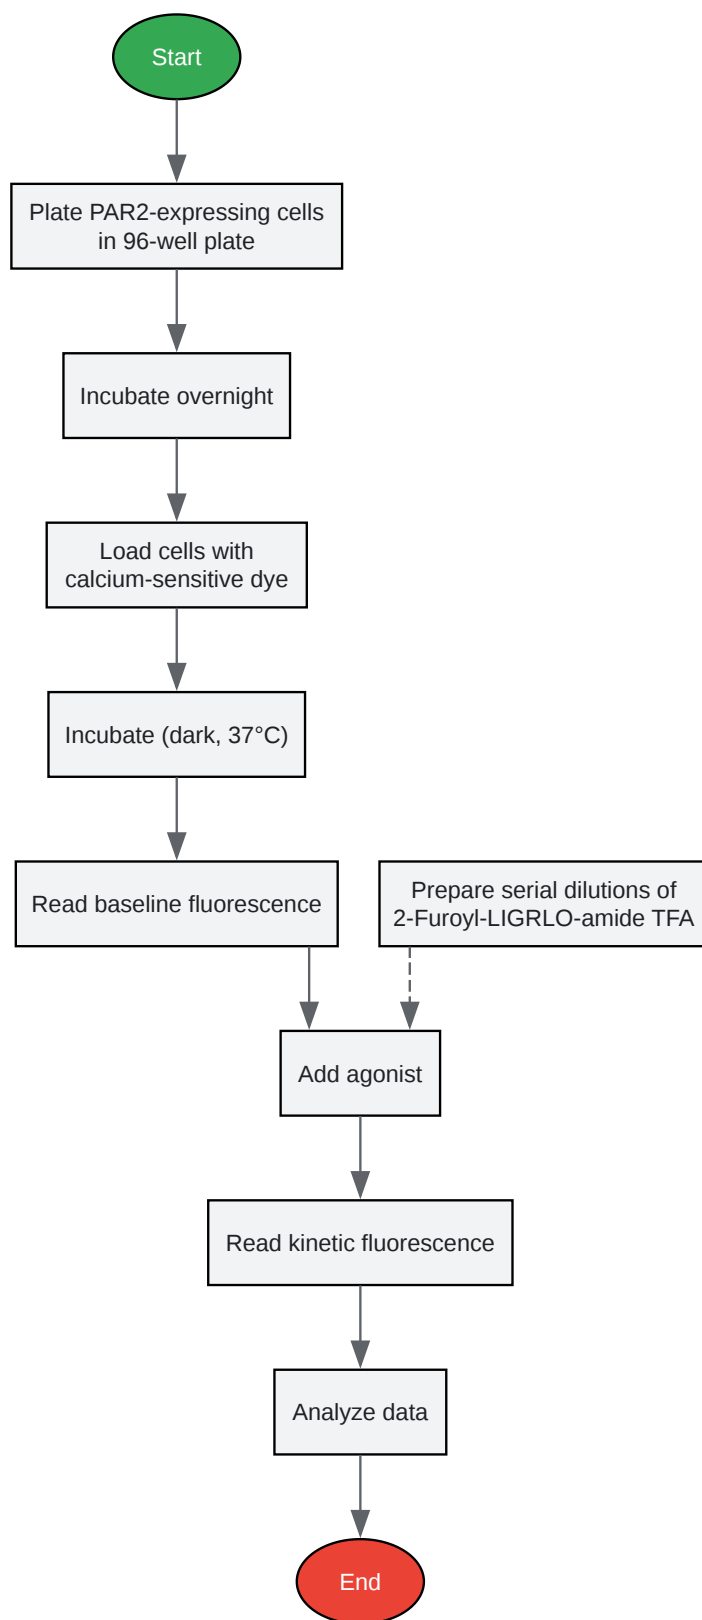 Start
Plate PAR2-expressing cells
in 96-well plate
Incubate overnight
Load cells with
calcium-sensitive dye
Incubate (dark, 37°C)
Read baseline fluorescence
Prepare serial dilutions of
2-Furoyl-LIGRLO-amide TFA
Add agonist
Read kinetic fluorescence
Analyze data
End